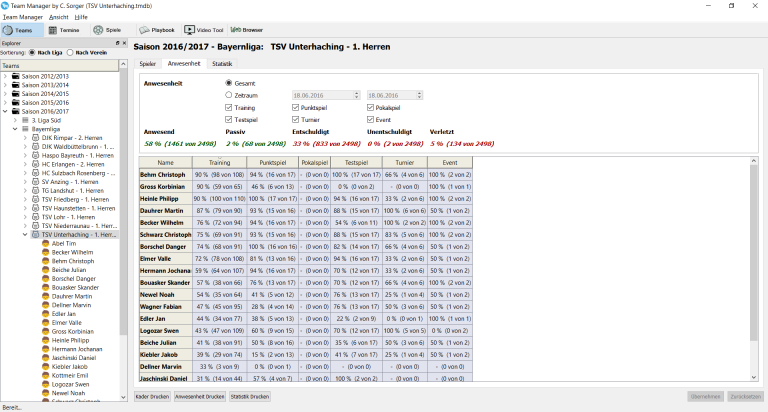 Team Manager by C. Sorger (TSV Unterhaching.tmdb)
Team Manager Ansicht Hilfe
Teams Termine Spiele Playbook Video Tool Browser
Explorer
Sortierung: Nach Liga Nach Verein
Teams
Saison 2012/2013
Saison 2013/2014
Saison 2014/2015
Saison 2015/2016
Saison 2016/2017
3. Liga Süd
Bayernliga
DJK Rimpar - 2. Herren
DJK Waldbüttelbrunn - 1. ...
Haspo Bayreuth - 1. Herren
HC Erlangen - 2. Herren
HC Sulzbach Rosenberg - ...
SV Anzing - 1. Herren
TG Landshut - 1. Herren
TSV Friedberg - 1. Herren
TSV Haunstetten - 1. Herren
TSV Lohr - 1. Herren
TSV Niederraunau - 1. Her...
TSV Unterhaching - 1. Herr...
Abel Tim
Becker Wilhelm
Behm Christoph
Beiche Julian
Borschel Danger
Bouasker Skander
Dauhrer Martin
Dellner Marvin
Edler Jan
Elmer Valle
Gross Korbinian
Heinle Philipp
Hermann Jochanan
Jaschinski Daniel
Kiebler Jakob
Kottmeir Emil
Logozar Swen
Newel Noah
Saison 2016/2017 - Bayernliga: TSV Unterhaching - 1. Herren
Spieler Anwesenheit Statistik
Anwesenheit Gesamt
Zeitraum 18.06.2016 18.06.2016
Training Punktspiel Pokalspiel
Testspiel Turnier Event
Anwesend Passiv Entschuldigt Unentschuldigt Verletzt
58 % (1461 von 2498) 2 % (68 von 2498) 33 % (833 von 2498) 0 % (2 von 2498) 5 % (134 von 2498)
Name Training Punktspiel Pokalspiel Testspiel Turnier Event
Behm Christoph 90 % (98 von 108) 94 % (16 von 17) - (0 von 0) 100 % (17 von 17) 66 % (4 von 6) 100 % (2 von 2)
Gross Korbinian 90 % (59 von 65) 46 % (6 von 13) - (0 von 0) 0 % (0 von 2) - (0 von 0) 100 % (1 von 1)
Heinle Philipp 90 % (100 von 110) 100 % (17 von 17) - (0 von 0) 94 % (16 von 17) 33 % (2 von 6) 100 % (2 von 2)
Dauhrer Martin 87 % (79 von 90) 93 % (15 von 16) - (0 von 0) 88 % (15 von 17) 100 % (6 von 6) 50 % (1 von 2)
Becker Wilhelm 76 % (72 von 94) 94 % (16 von 17) - (0 von 0) 54 % (6 von 11) 100 % (2 von 2) 100 % (2 von 2)
Schwarz Christoph 75 % (69 von 91) 93 % (15 von 16) - (0 von 0) 88 % (15 von 17) 83 % (5 von 6) 100 % (2 von 2)
Borschel Danger 74 % (68 von 91) 100 % (16 von 16) - (0 von 0) 82 % (14 von 17) 66 % (4 von 6) 50 % (1 von 2)
Elmer Valle 72 % (78 von 108) 81 % (13 von 16) - (0 von 0) 94 % (16 von 17) 33 % (2 von 6) 50 % (1 von 2)
Hermann Jochanan 59 % (64 von 107) 94 % (16 von 17) - (0 von 0) 70 % (12 von 17) 33 % (2 von 6) 50 % (1 von 2)
Bouasker Skander 57 % (38 von 66) 76 % (13 von 17) - (0 von 0) 70 % (12 von 17) 66 % (4 von 6) 100 % (2 von 2)
Newel Noah 54 % (35 von 64) 41 % (5 von 12) - (0 von 0) 76 % (13 von 17) 25 % (1 von 4) 50 % (1 von 2)
Wagner Fabian 47 % (45 von 95) 28 % (4 von 14) - (0 von 0) 76 % (13 von 17) 50 % (3 von 6) 50 % (1 von 2)
Edler Jan 44 % (34 von 77) 38 % (5 von 13) - (0 von 0) 22 % (2 von 9) 0 % (0 von 1) 100 % (1 von 1)
Logozar Swen 43 % (47 von 109) 60 % (9 von 15) - (0 von 0) 70 % (12 von 17) 100 % (5 von 5) 0 % (0 von 2)
Beiche Julian 41 % (38 von 91) 50 % (8 von 16) - (0 von 0) 35 % (6 von 17) 50 % (3 von 6) 50 % (1 von 2)
Kiebler Jakob 39 % (29 von 74) 15 % (2 von 13) - (0 von 0) 41 % (7 von 17) 25 % (1 von 4) 50 % (1 von 2)
Dellner Marvin 33 % (3 von 9) 0 % (0 von 1) - (0 von 0) - (0 von 0) - (0 von 0) - (0 von 0)
Jaschinski Daniel 31 % (14 von 44) 57 % (4 von 7) - (0 von 0) 100 % (2 von 2) - (0 von 0) - (0 von 0)
Kader Drucken Anwesenheit Drucken Statistik Drucken Übernehmen Zurücksetzen
Bereit...